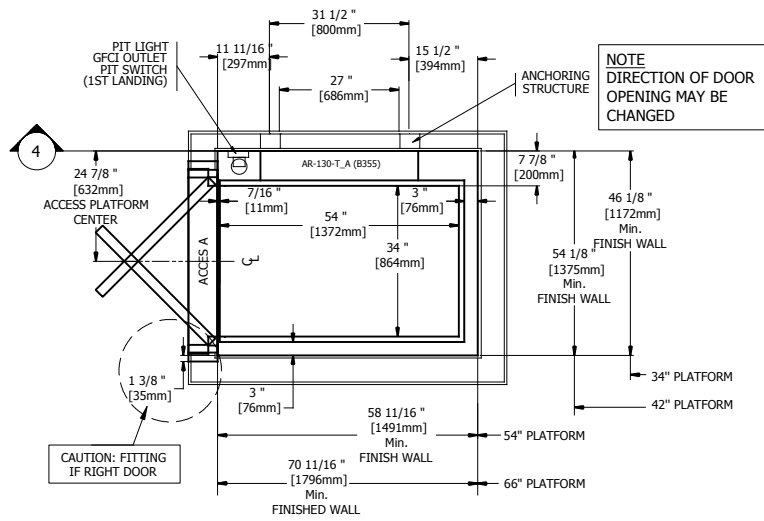 31 1/2 "
[800mm]
PIT LIGHT
GFCI OUTLET
PIT SWITCH
(1ST LANDING)
11 11/16 "
[297mm]
15 1/2 "
[394mm]
27 "
[686mm]
ANCHORING
STRUCTURE
NOTE
DIRECTION OF DOOR
OPENING MAY BE
CHANGED
4
24 7/8 "
[632mm]
ACCESS PLATFORM
CENTER
AR-130-T_A (B355)
7 7/8 "
[200mm]
7/16 "
[11mm]
3 "
[76mm]
54 "
[1372mm]
34 "
[864mm]
ACCES A
CL
46 1/8 "
[1172mm]
Min.
FINISH WALL
54 1/8 "
[1375mm]
Min.
FINISH WALL
1 3/8 "
[35mm]
3 "
[76mm]
34" PLATFORM
42" PLATFORM
58 11/16 "
[1491mm]
Min.
FINISH WALL
54" PLATFORM
CAUTION: FITTING
IF RIGHT DOOR
70 11/16 "
[1796mm]
Min.
FINISHED WALL
66" PLATFORM